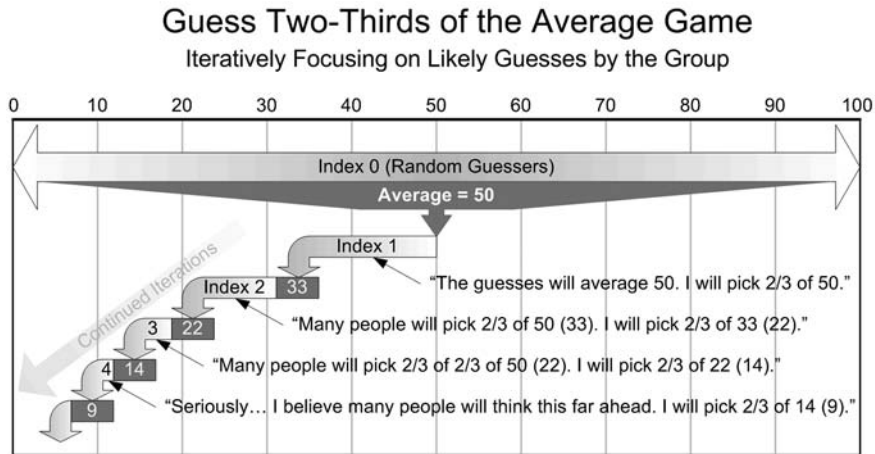 Guess Two-Thirds of the Average Game
Iteratively Focusing on Likely Guesses by the Group
0 10 20 30 40 50 60 70 80 90 100
Index 0 (Random Guessers)
Average = 50
Index 1
“The guesses will average 50. I will pick 2/3 of 50.”
Index 2 33
“Many people will pick 2/3 of 50 (33). I will pick 2/3 of 33 (22).”
Continued Iterations
3 22
“Many people will pick 2/3 of 2/3 of 50 (22). I will pick 2/3 of 22 (14).”
4 14
“Seriously… I believe many people will think this far ahead. I will pick 2/3 of 14 (9).”
9